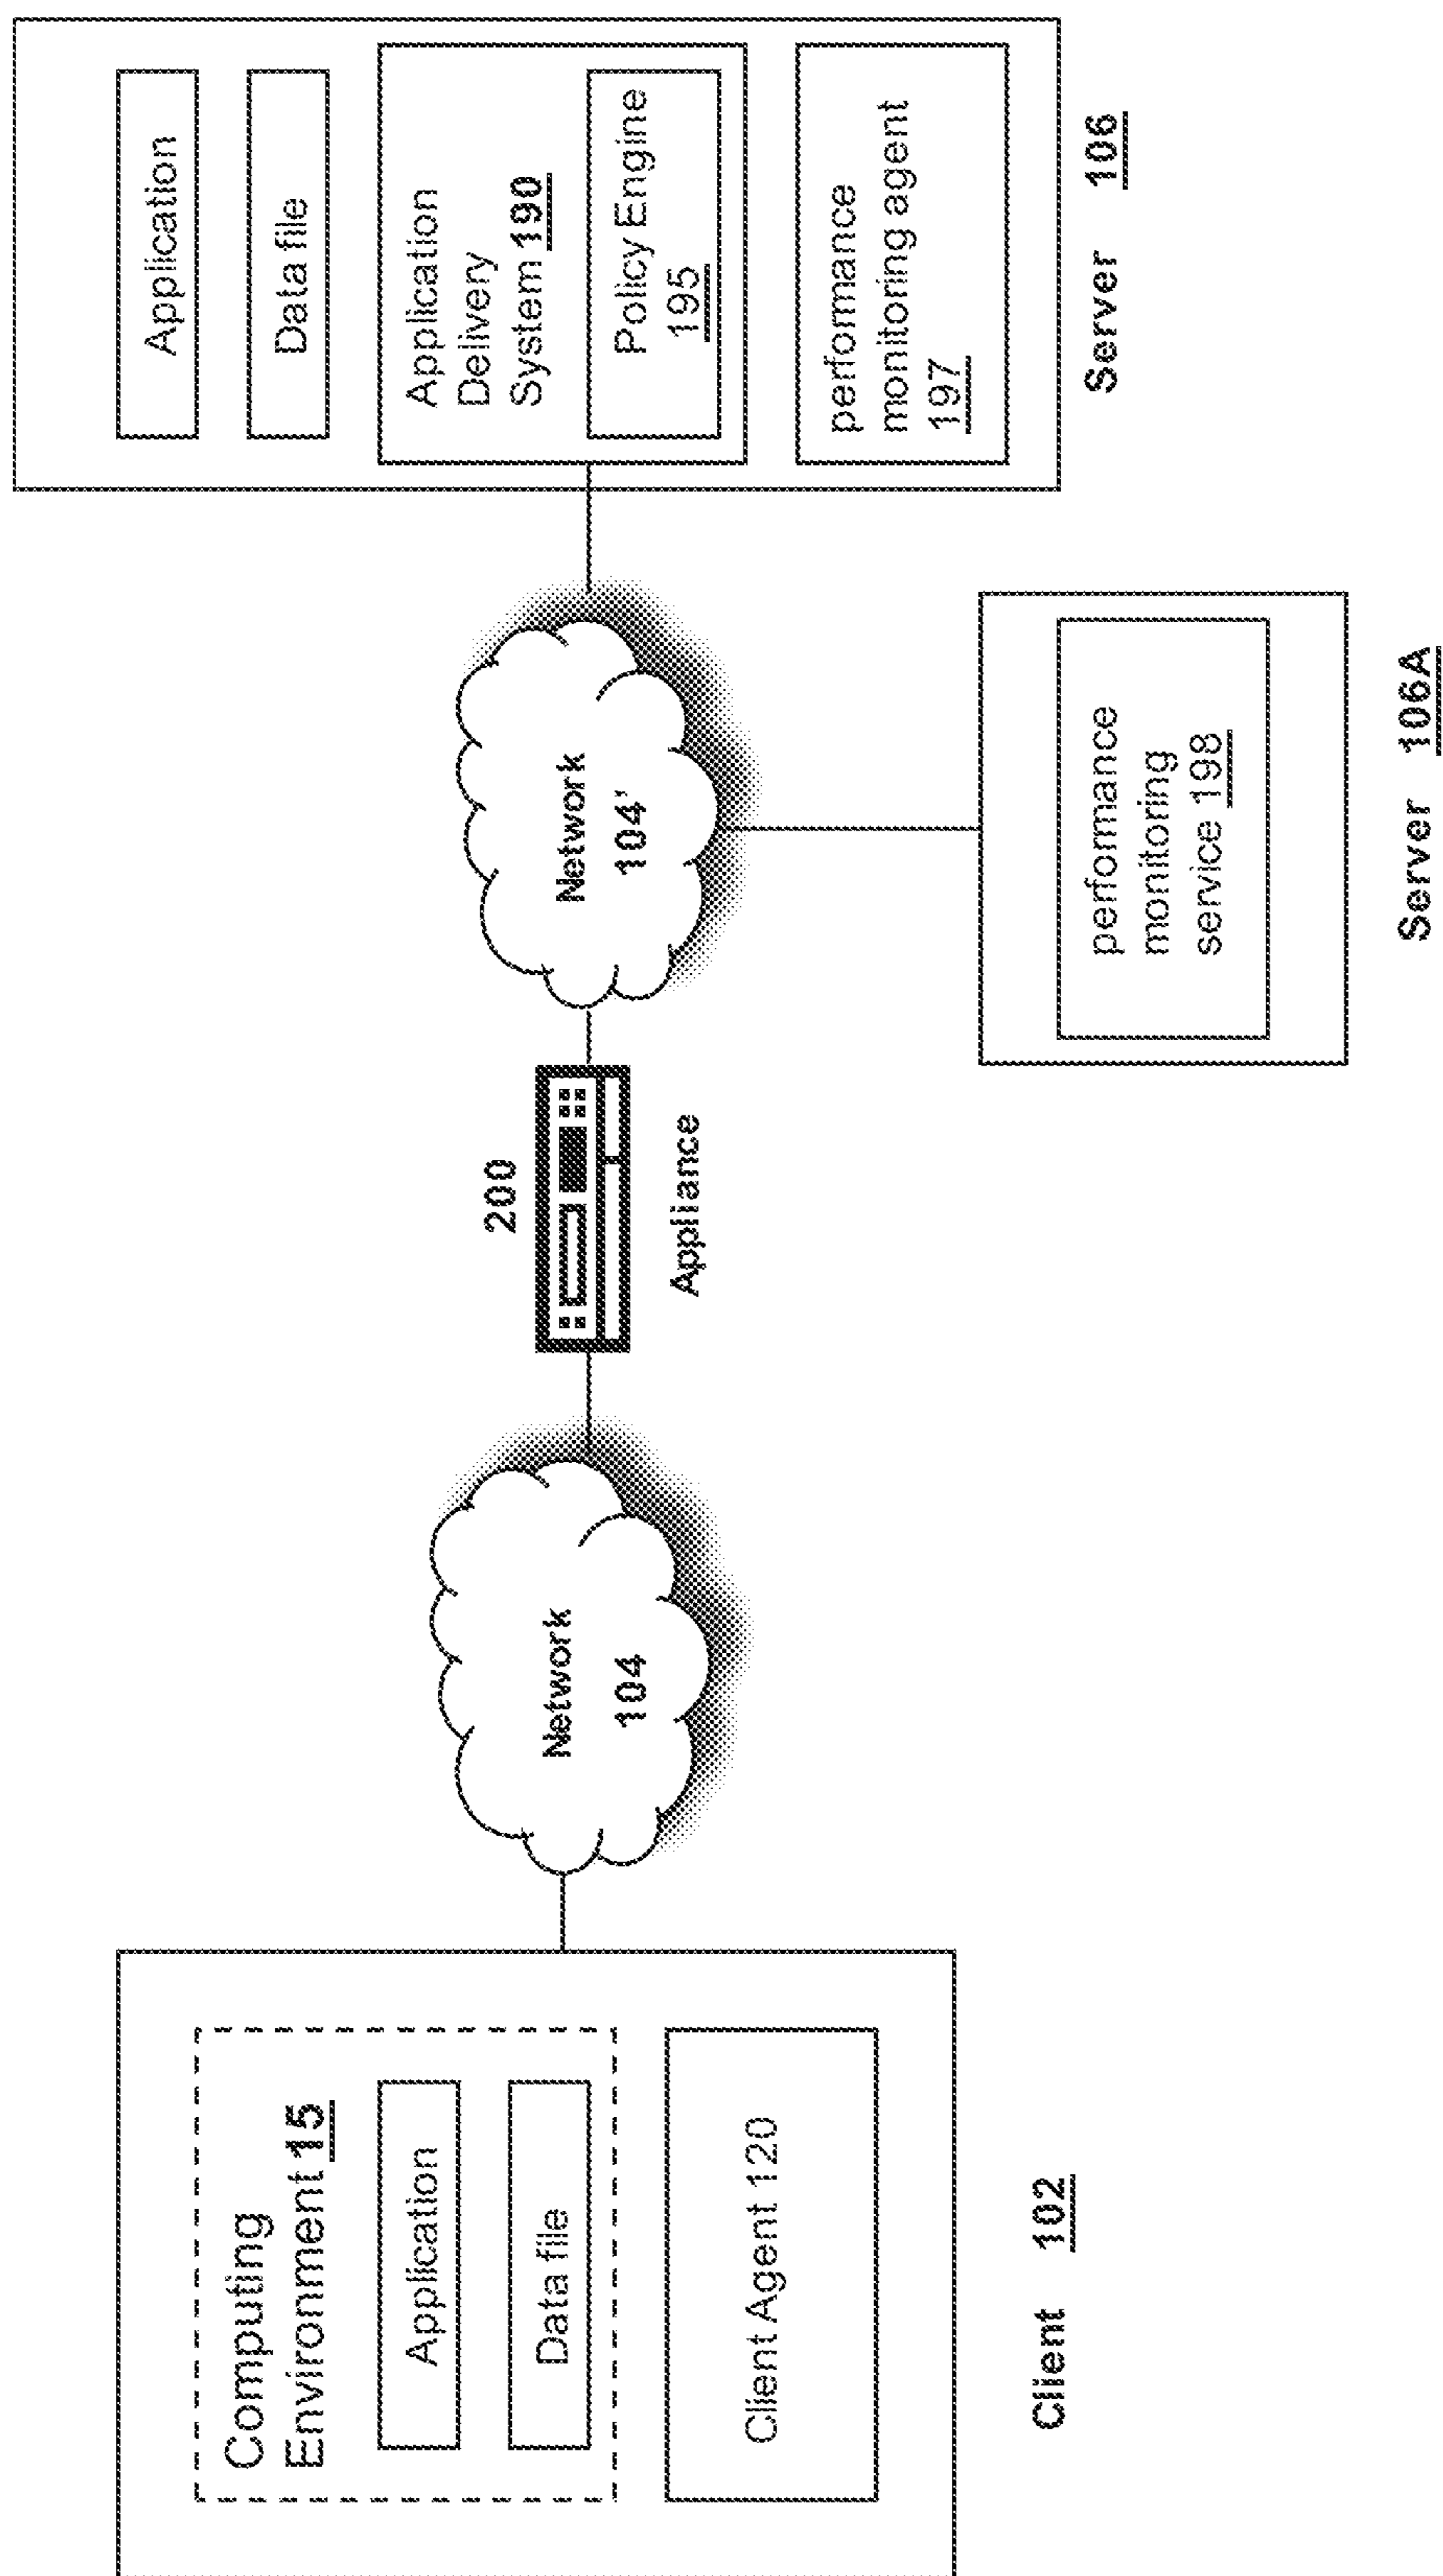 Computing
Environment 15
Application
Data file
Client Agent 120
Client 102
Network
104
200
Appliance
Network
104'
performance
monitoring
service 198
Server 106A
Application
Data file
Application
Delivery
System 190
Policy Engine
195
performance
monitoring agent
197
Server 106